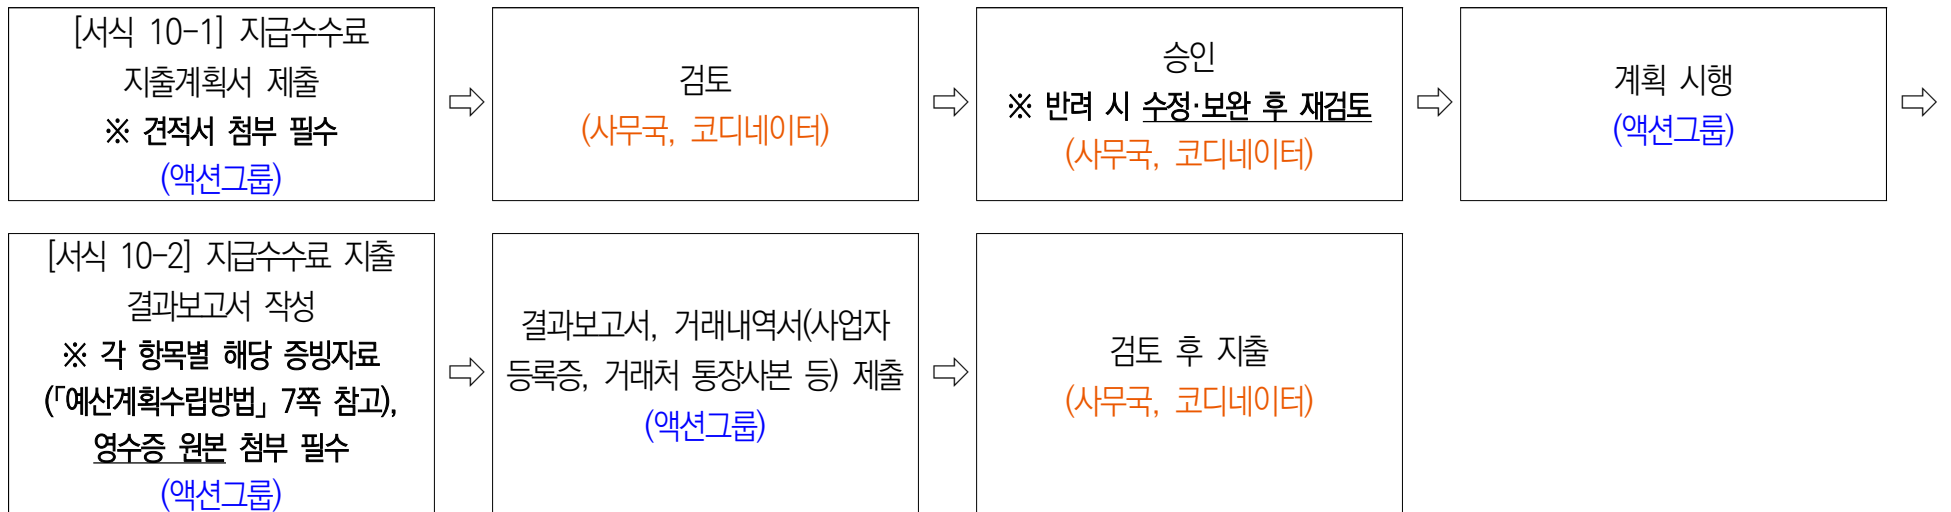 [서식 10-1] 지급수수료
지출계획서 제출
※ 견적서 첨부 필수
(액션그룹)
⇨
검토
(사무국, 코디네이터)
⇨
승인
※ 반려 시 수정·보완 후 재검토
(사무국, 코디네이터)
⇨
계획 시행
(액션그룹)
⇨
[서식 10-2] 지급수수료 지출
결과보고서 작성
※ 각 항목별 해당 증빙자료
(「예산계획수립방법」 7쪽 참고),
영수증 원본 첨부 필수
(액션그룹)
⇨
결과보고서, 거래내역서(사업자
등록증, 거래처 통장사본 등) 제출
(액션그룹)
⇨
검토 후 지출
(사무국, 코디네이터)